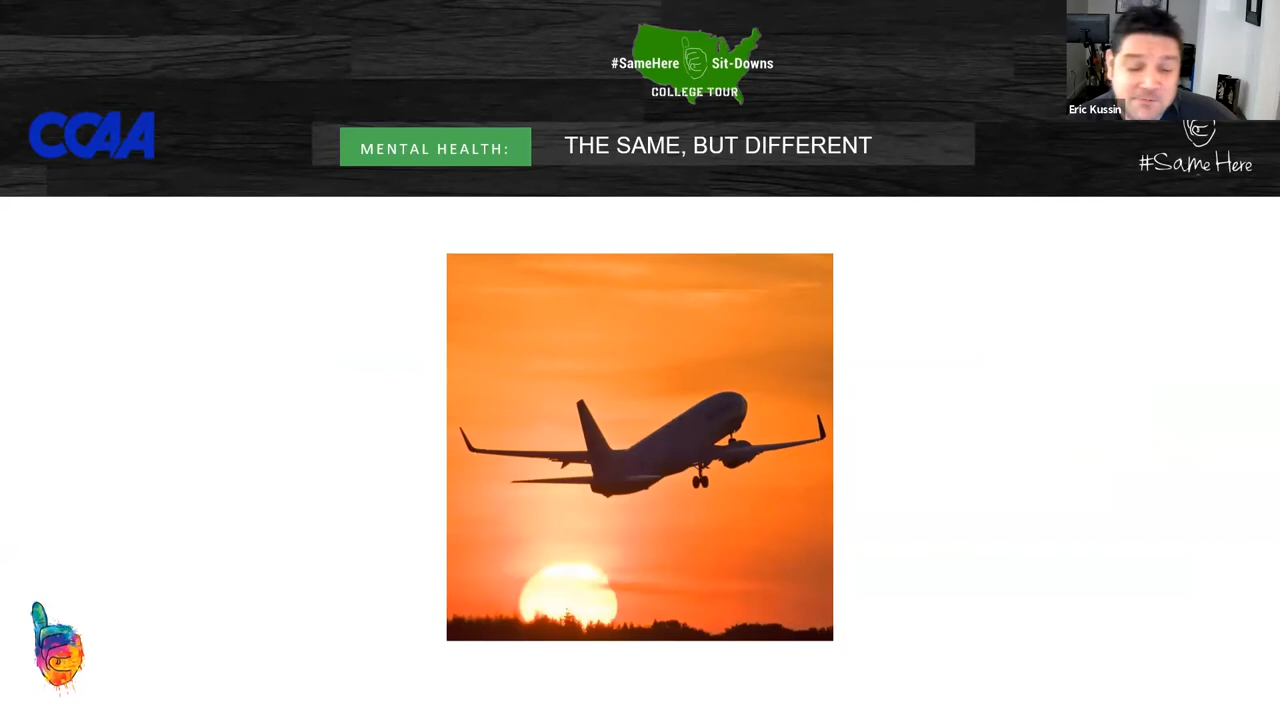 #SameHere Sit-Downs
COLLEGE TOUR
Eric Kussin
CCAA
MENTAL HEALTH:
THE SAME, BUT DIFFERENT
#SameHere